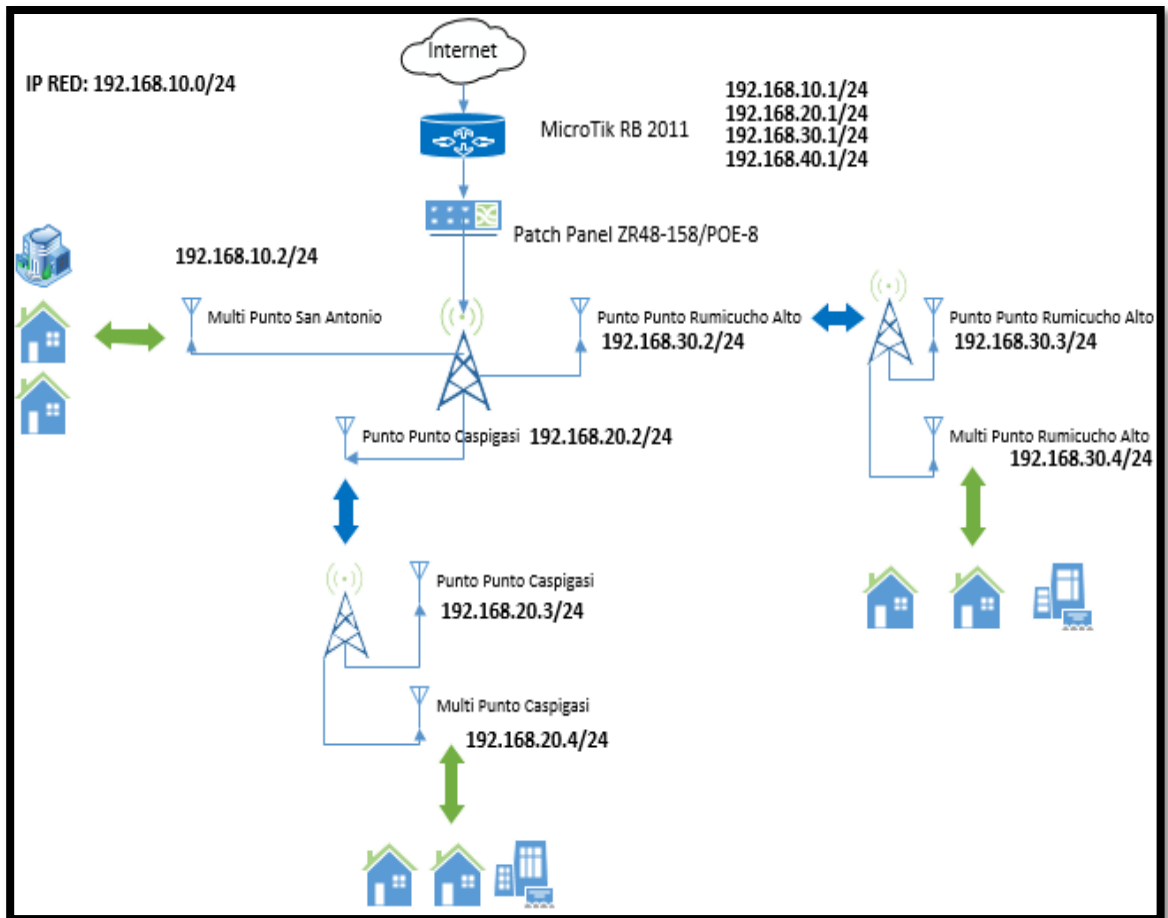 Internet
IP RED: 192.168.10.0/24
MicroTik RB 2011
192.168.10.1/24
192.168.20.1/24
192.168.30.1/24
192.168.40.1/24
Patch Panel ZR48-158/POE-8
192.168.10.2/24
Multi Punto San Antonio
Punto Punto Rumicucho Alto
192.168.30.2/24
Punto Punto Rumicucho Alto
192.168.30.3/24
Punto Punto Caspigasi 192.168.20.2/24
Multi Punto Rumicucho Alto
192.168.30.4/24
Punto Punto Caspigasi
192.168.20.3/24
Multi Punto Caspigasi
192.168.20.4/24